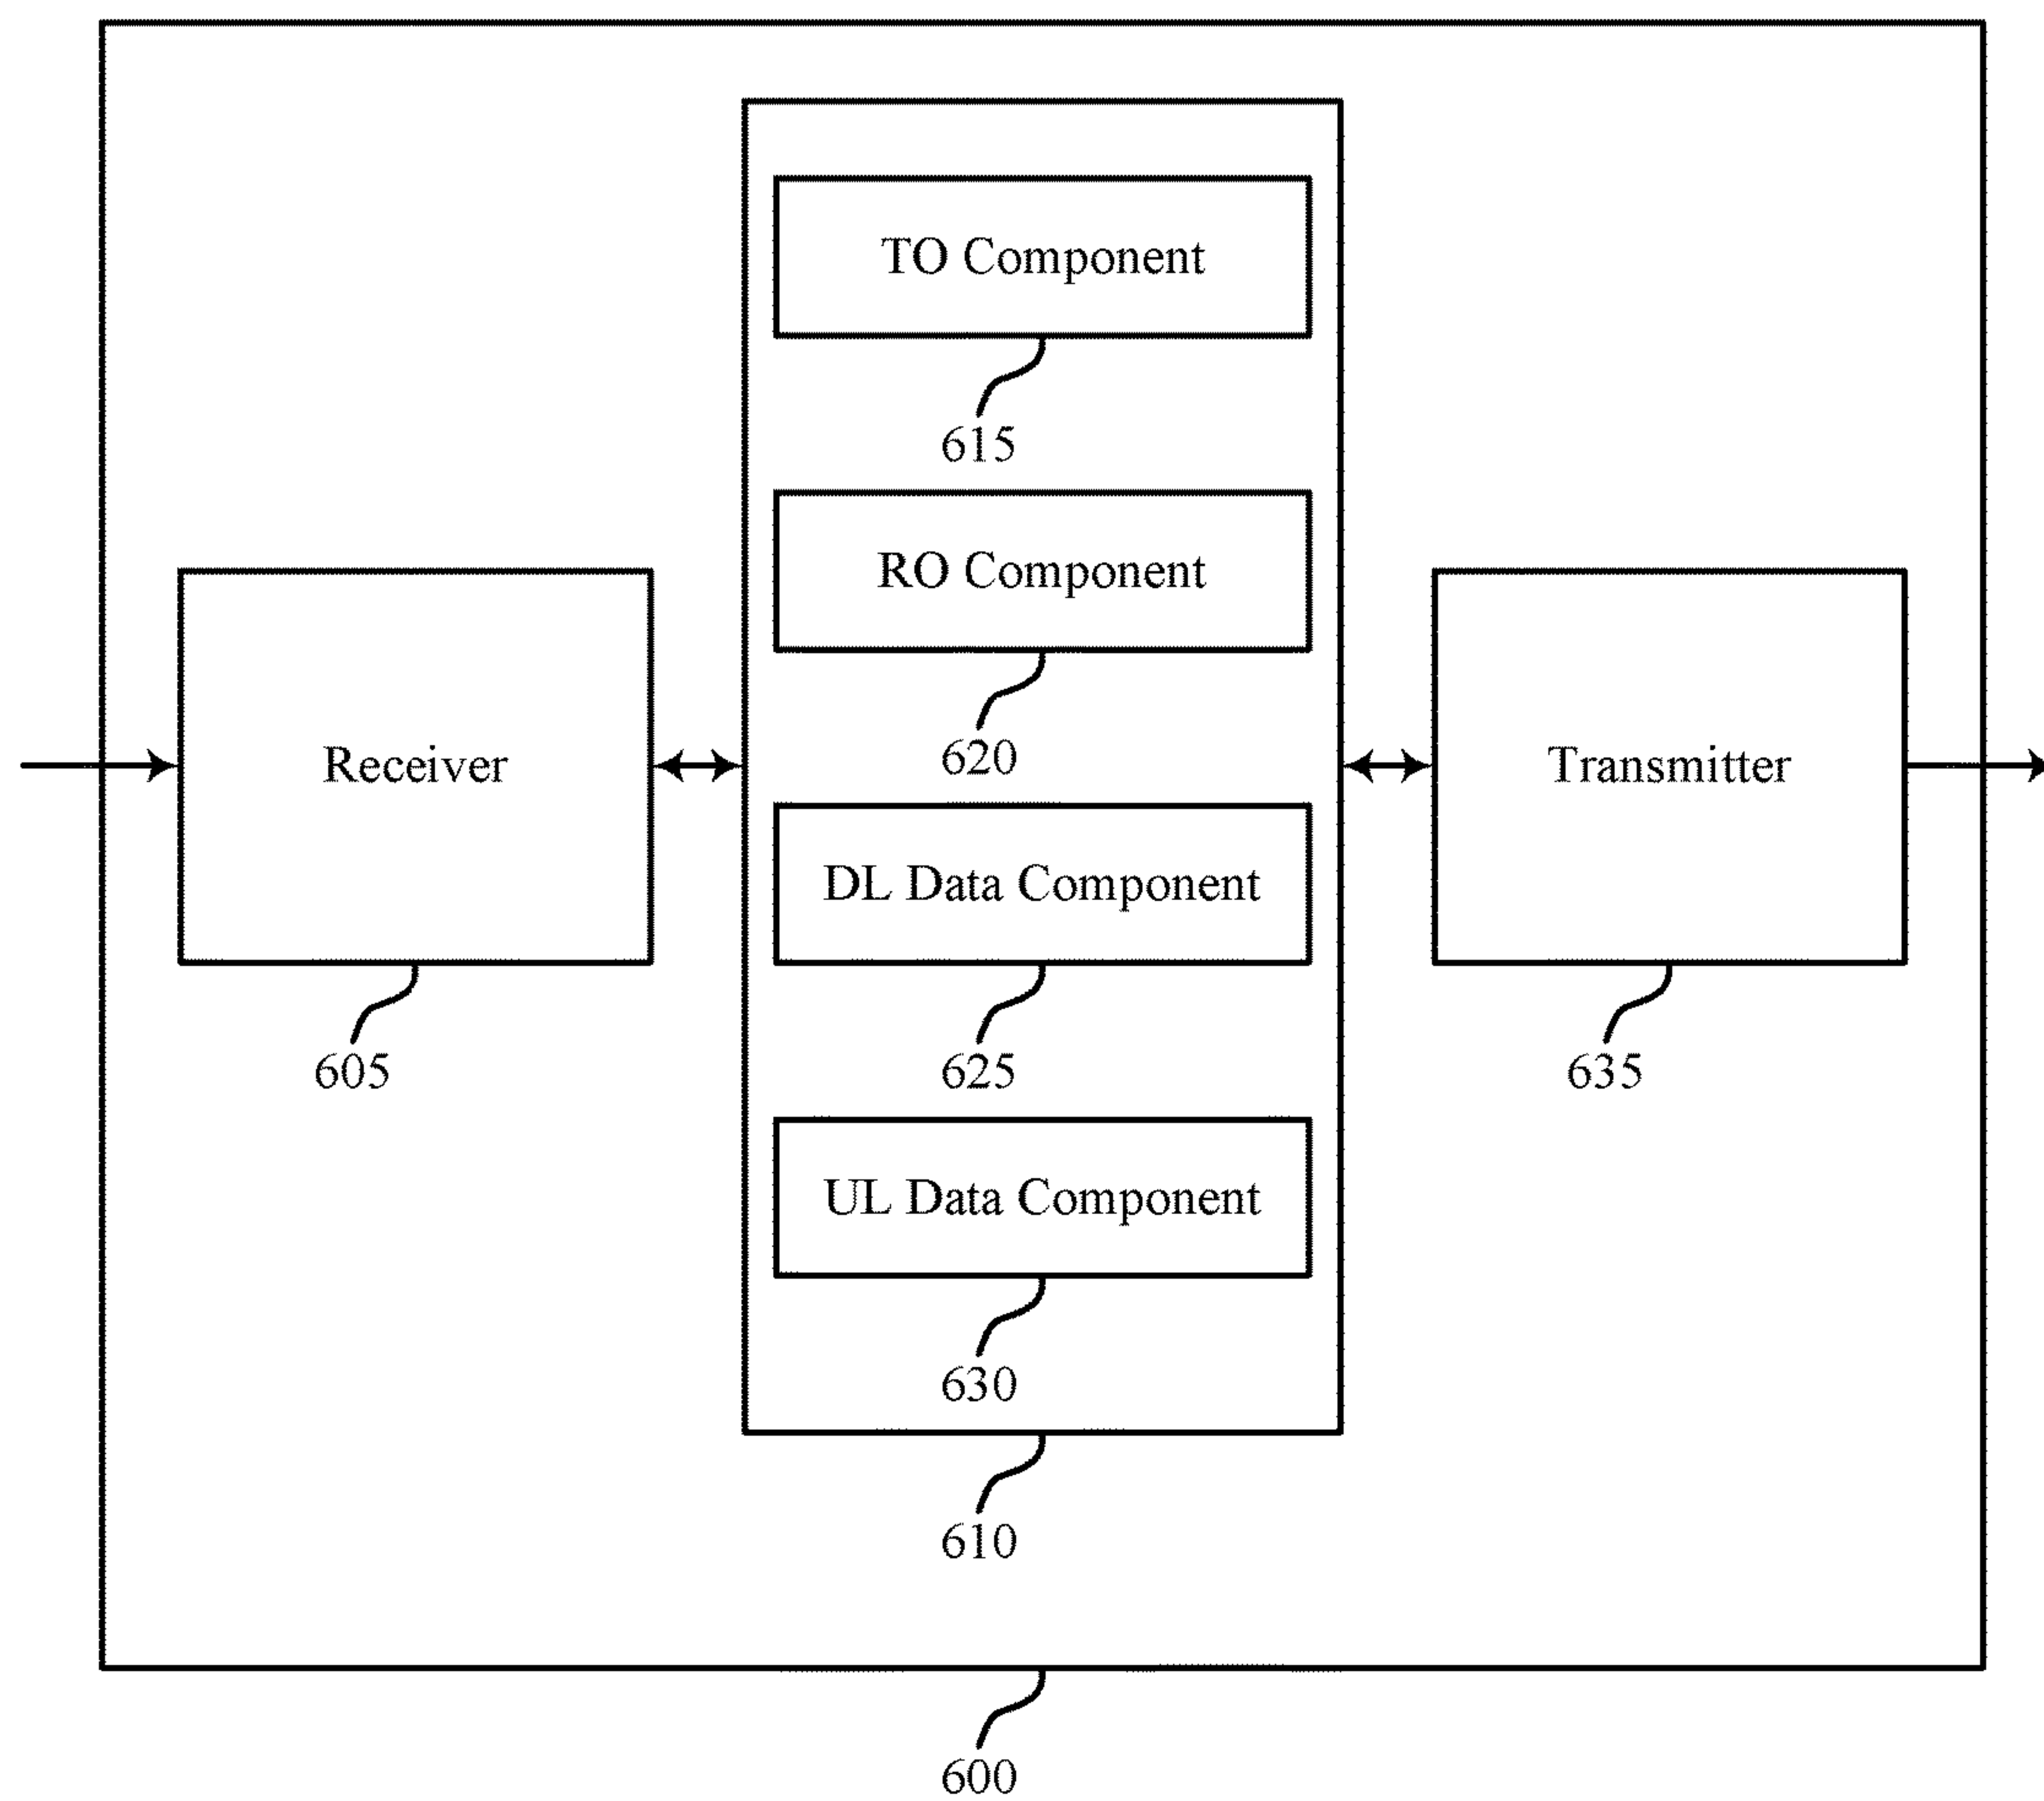 TO Component
615
RO Component
620
Receiver
605
DL Data Component
625
Transmitter
635
UL Data Component
630
610
600